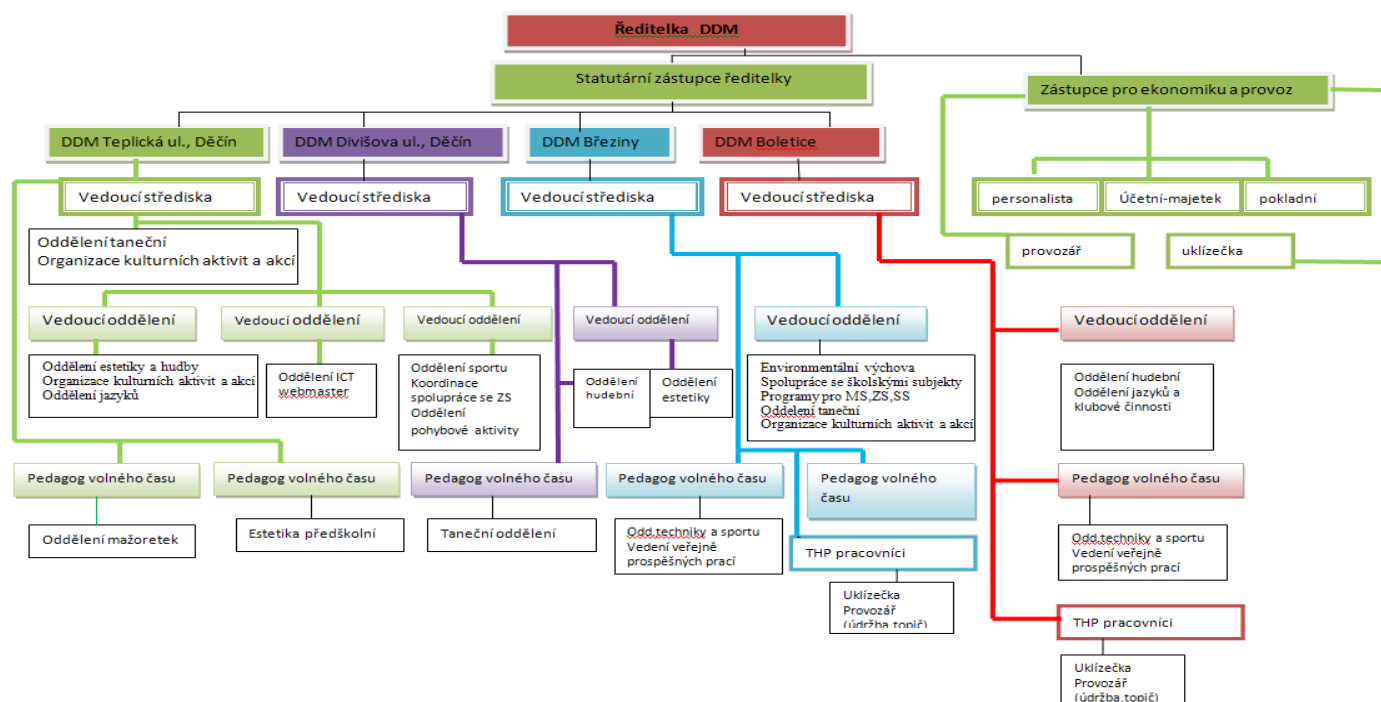 Ředitelka DDM
Statutární zástupce ředitelky
Zástupce pro ekonomiku a provoz
DDM Teplická ul., Děčín
DDM Divišova ul., Děčín
DDM Březiny
DDM Boletice
Vedoucí střediska
Vedoucí střediska
Vedoucí střediska
Vedoucí střediska
personalista
Účetní-majetek
pokladní
provozář
uklízečka
Oddělení taneční
Organizace kulturních aktivit a akcí
Vedoucí oddělení
Vedoucí oddělení
Vedoucí oddělení
Vedoucí oddělení
Vedoucí oddělení
Vedoucí oddělení
Oddělení estetiky a hudby
Organizace kulturních aktivit a akcí
Oddělení jazyků
Oddělení ICT
webmaster
Oddělení sportu
Koordinace
spolupráce se ZS
Oddělení
pohybové aktivity
Oddělení
hudební
Oddělení
estetiky
Environmentální výchova
Spolupráce se školskými subjekty
Programy pro MS,ZS,SS
Oddelení taneční
Organizace kulturních aktivit a akcí
Oddělení hudební
Oddělení jazyků a
klubové činnosti
Pedagog volného času
Pedagog volného času
Pedagog volného času
Pedagog volného času
Pedagog volného
času
Pedagog volného času
Oddělení mažoretek
Estetika předškolní
Taneční oddělení
Odd.techniky a sportu
Vedení veřejně
prospěšných prací
THP pracovníci
Uklízečka
Provozář
(údržba,topič)
Odd.techniky a sportu
Vedení veřejně
prospěšných prací
THP pracovníci
Uklízečka
Provozář
(údržba,topič)